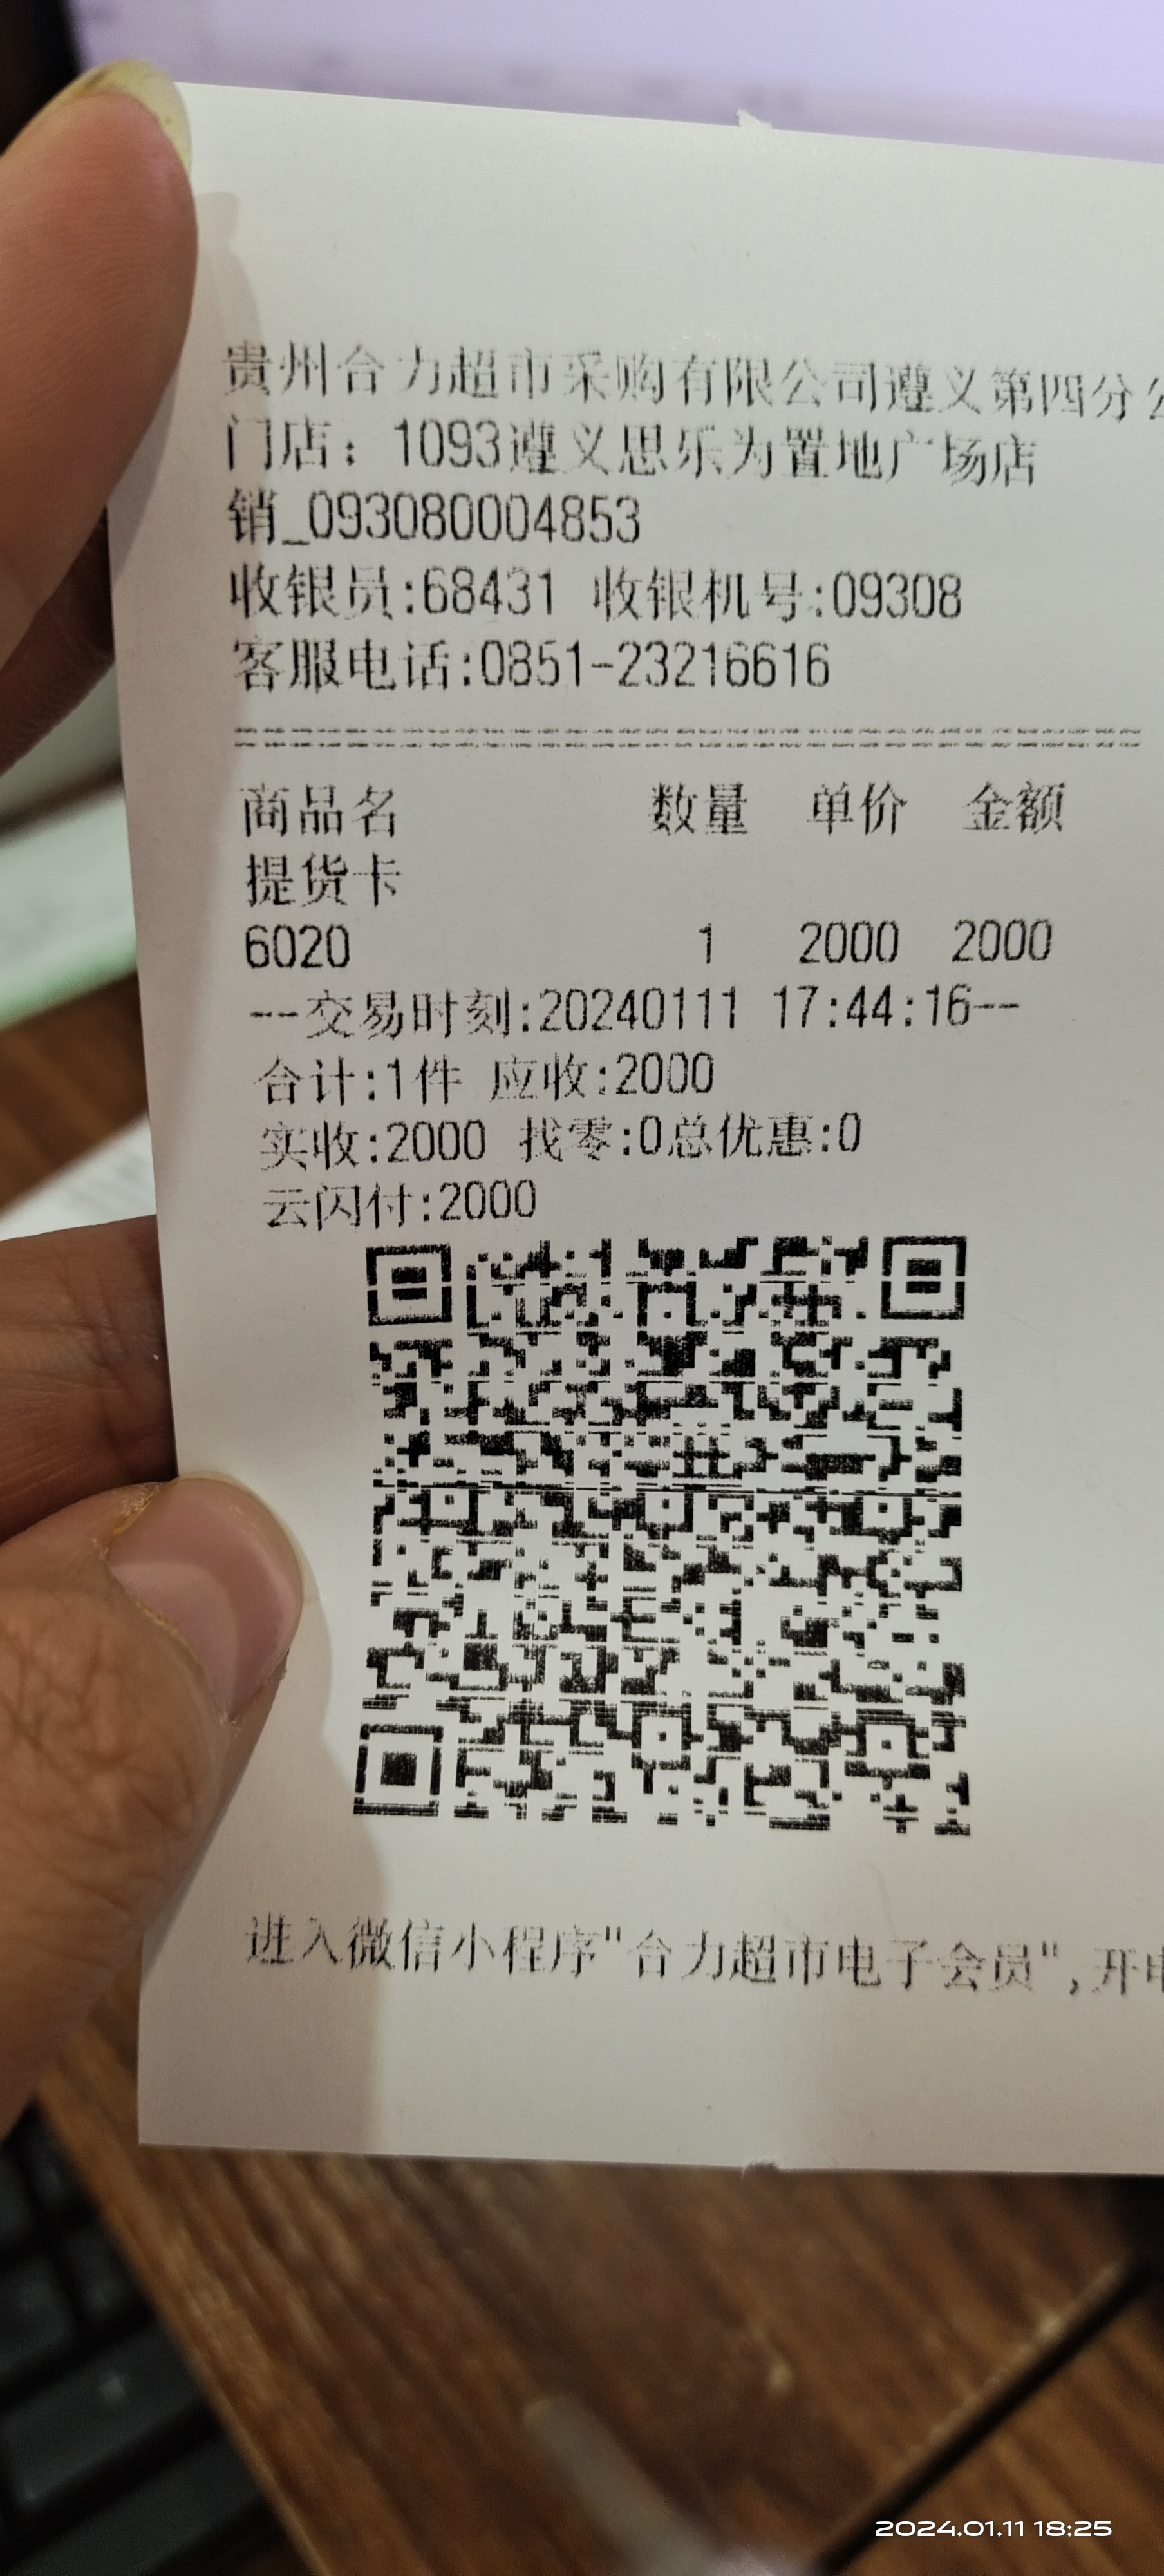 贵州合力超市采购有限公司遵义第四分公
门店：1093遵义思乐为置地广场店
销_093080004853
收银员:68431 收银机号:09308
客服电话:0851-23216616
商品名 数量 单价 金额
提货卡
6020 1 2000 2000
--交易时刻:20240111 17:44:16--
合计:1件 应收:2000
实收:2000 找零:0总优惠:0
云闪付:2000
进入微信小程序"合力超市电子会员",开电
2024.01.11 18:25